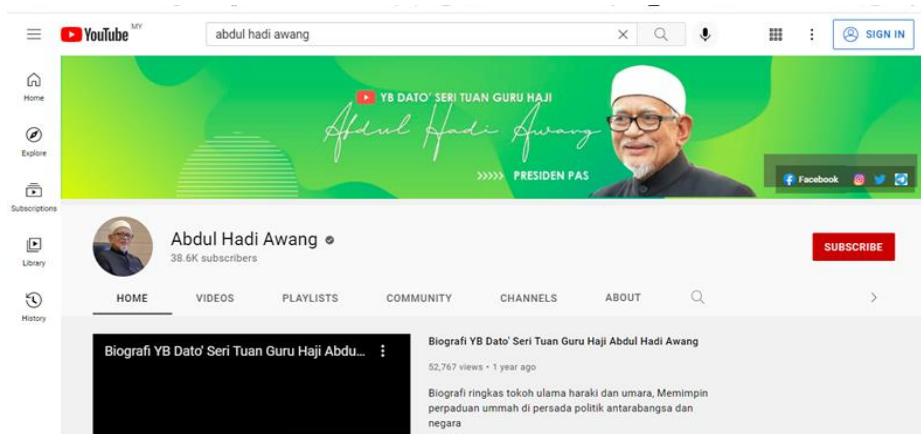 YouTube MY
abdul hadi awang
SIGN IN
Home
Explore
Subscriptions
Library
History
YB DATO' SERI TUAN GURU HAJI
Abdul Hadi Awang
>>>>> PRESIDEN PAS
Facebook
Abdul Hadi Awang
38.6K subscribers
SUBSCRIBE
HOME VIDEOS PLAYLISTS COMMUNITY CHANNELS ABOUT
Biografi YB Dato' Seri Tuan Guru Haji Abdu...
Biografi YB Dato' Seri Tuan Guru Haji Abdul Hadi Awang
52,767 views • 1 year ago
Biografi ringkas tokoh ulama haraki dan umara, Memimpin
perpaduan ummah di persada politik antarabangsa dan
negara